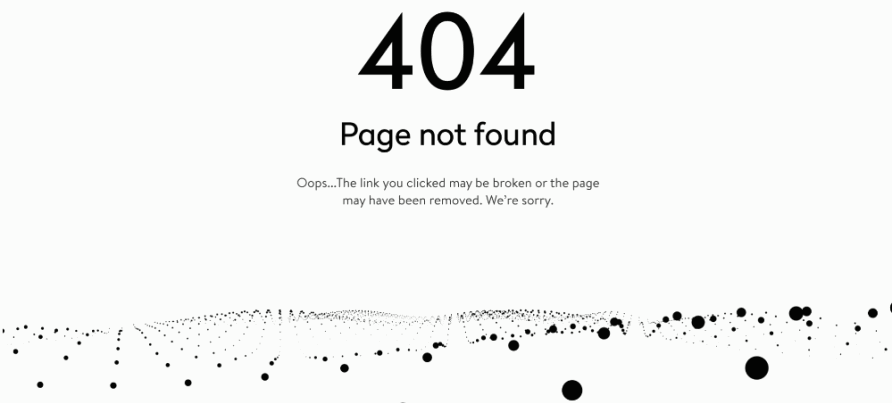 404
Page not found
Oops...The link you clicked may be broken or the page
may have been removed. We're sorry.